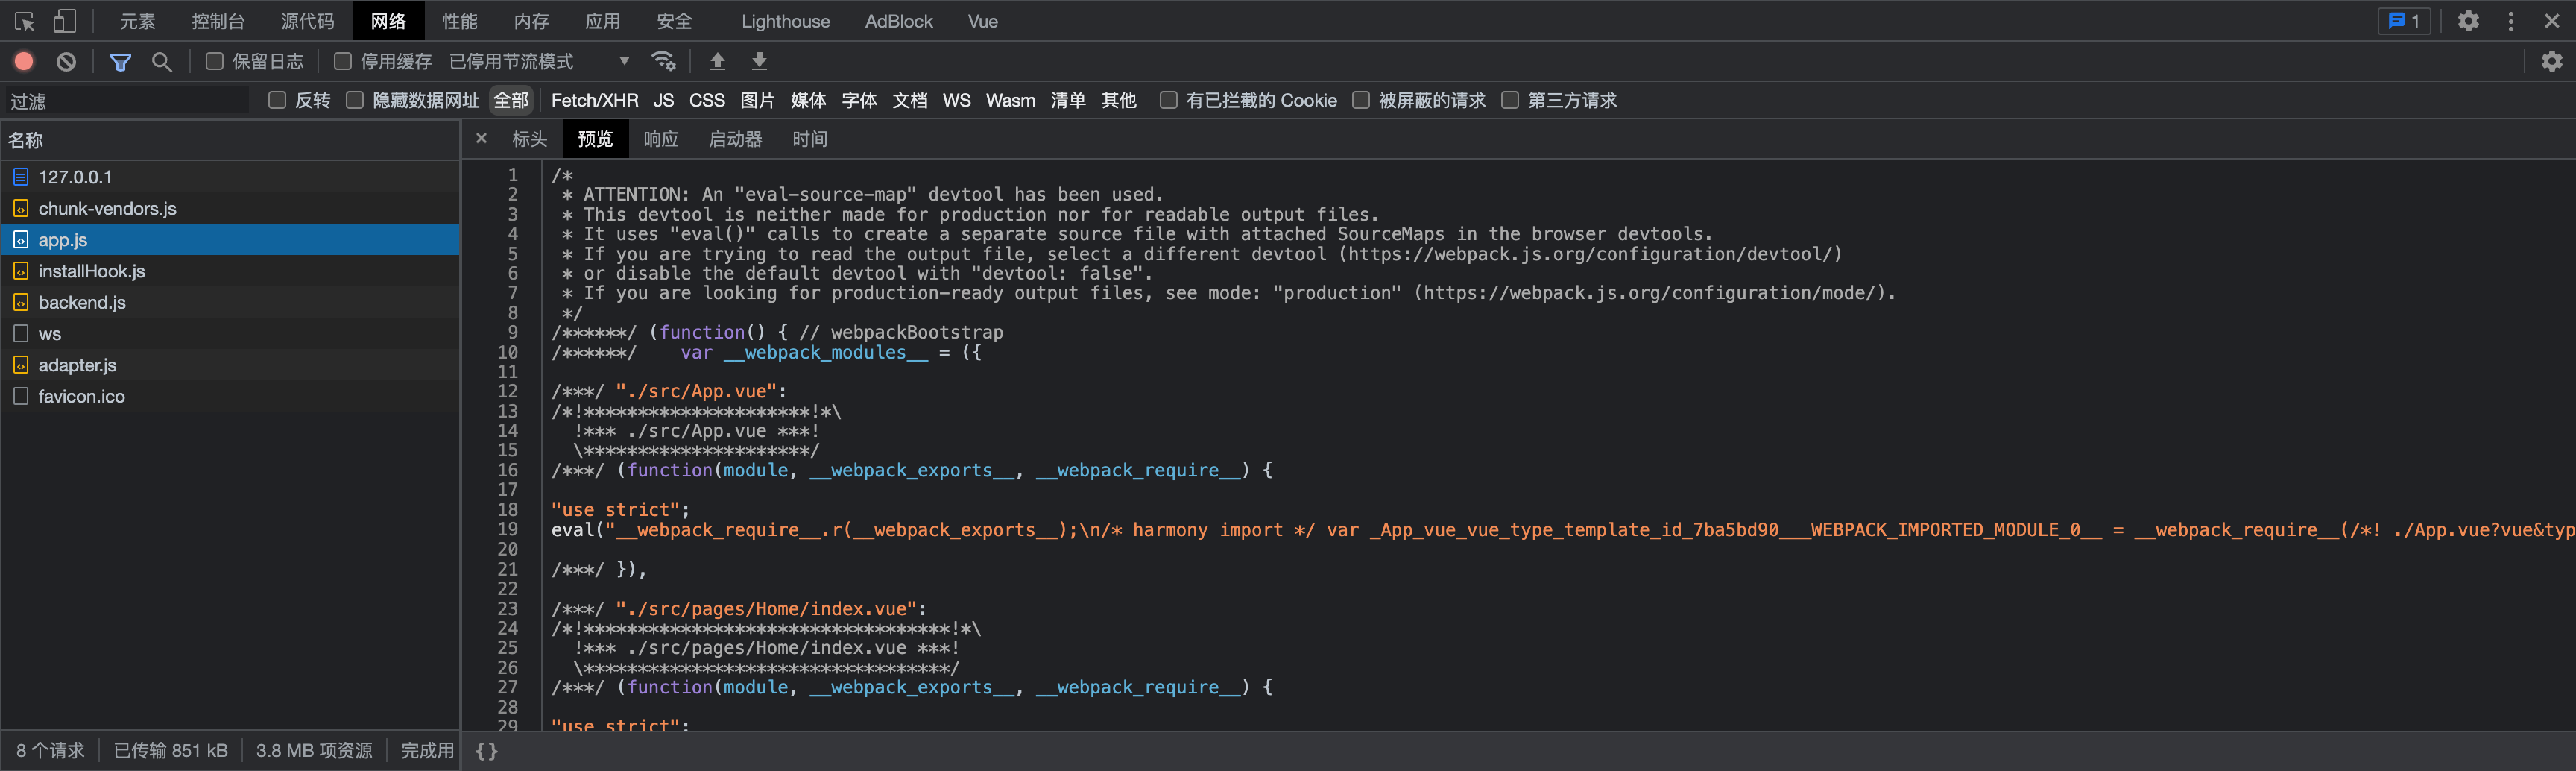 元素 控制台 源代码 网络 性能 内存 应用 安全 Lighthouse AdBlock Vue 1
保留日志 停用缓存 已停用节流模式
过滤 反转 隐藏数据网址 全部 Fetch/XHR JS CSS 图片 媒体 字体 文档 WS Wasm 清单 其他 有已拦截的 Cookie 被屏蔽的请求 第三方请求
名称
127.0.0.1
chunk-vendors.js
app.js
installHook.js
backend.js
ws
adapter.js
favicon.ico
8 个请求 已传输 851 kB 3.8 MB 项资源 完成用
× 标头 预览 响应 启动器 时间
1 /*
2  * ATTENTION: An "eval-source-map" devtool has been used.
3  * This devtool is neither made for production nor for readable output files.
4  * It uses "eval()" calls to create a separate source file with attached SourceMaps in the browser devtools.
5  * If you are trying to read the output file, select a different devtool (https://webpack.js.org/configuration/devtool/)
6  * or disable the default devtool with "devtool: false".
7  * If you are looking for production-ready output files, see mode: "production" (https://webpack.js.org/configuration/mode/).
8  */
9 /******/ (function() { // webpackBootstrap
10 /******/    var __webpack_modules__ = ({
11
12 /***/ "./src/App.vue":
13 /*!*********************!*\
14   !*** ./src/App.vue ***!
15   \*********************/
16 /***/ (function(module, __webpack_exports__, __webpack_require__) {
17
18 "use strict";
19 eval("__webpack_require__.r(__webpack_exports__);\n/* harmony import */ var _App_vue_vue_type_template_id_7ba5bd90___WEBPACK_IMPORTED_MODULE_0__ = __webpack_require__(/*! ./App.vue?vue&typ
20
21 /***/ }),
22
23 /***/ "./src/pages/Home/index.vue":
24 /*!**********************************!*\
25   !*** ./src/pages/Home/index.vue ***!
26   \**********************************/
27 /***/ (function(module, __webpack_exports__, __webpack_require__) {
28
29 "use strict";
{}